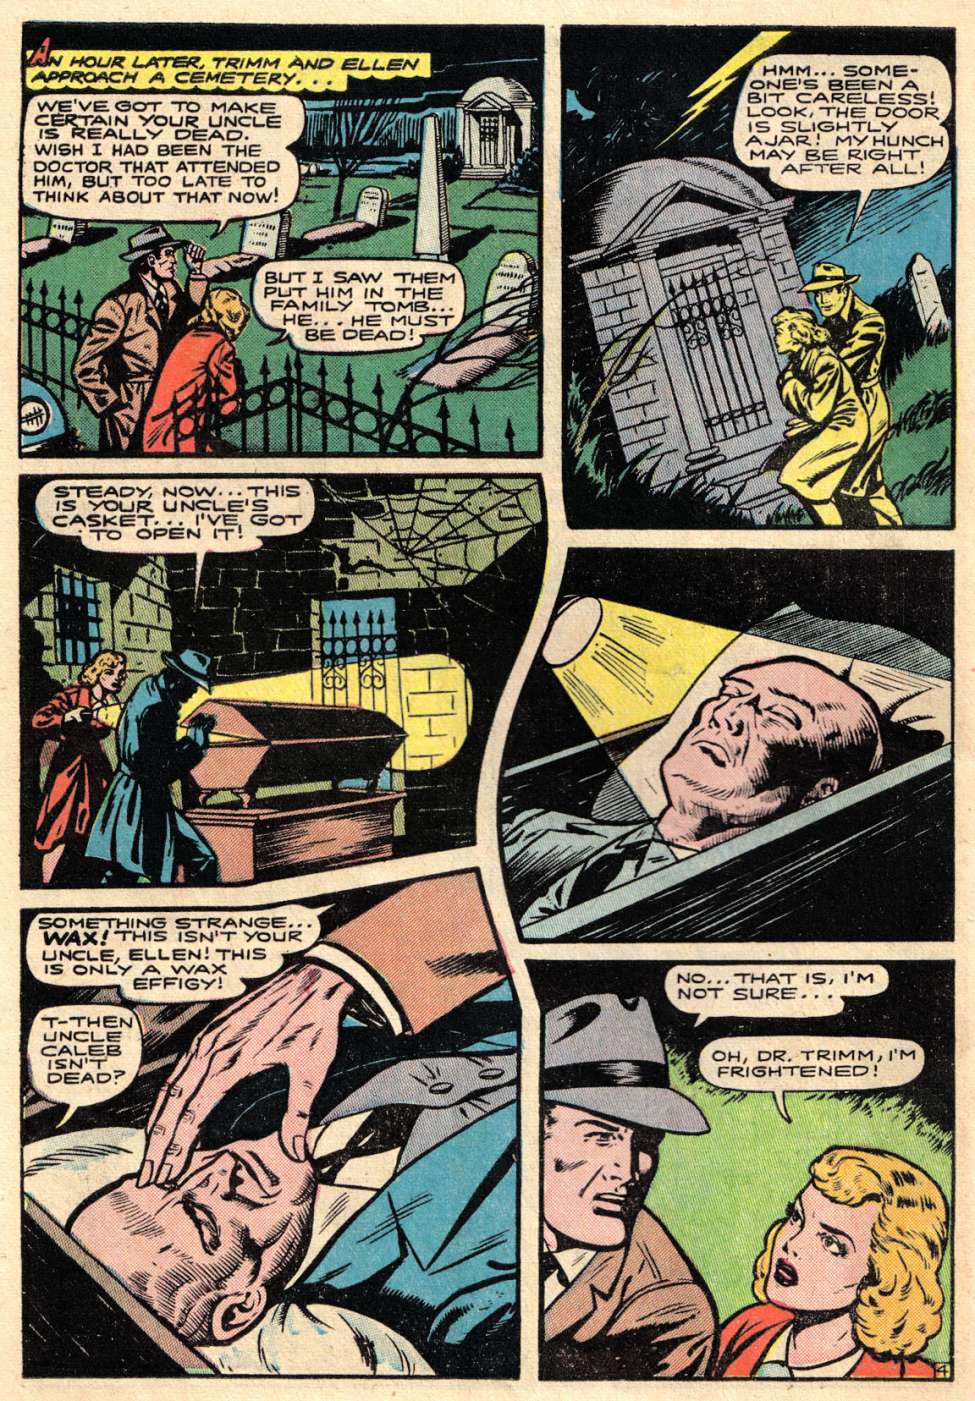 AN HOUR LATER, TRIMM AND ELLEN
APPROACH A CEMETERY...
WE'VE GOT TO MAKE
CERTAIN YOUR UNCLE
IS REALLY DEAD.
WISH I HAD BEEN THE
DOCTOR THAT ATTENDED
HIM, BUT TOO LATE TO
THINK ABOUT THAT NOW!
BUT I SAW THEM
PUT HIM IN THE
FAMILY TOMB...
HE... HE MUST
BE DEAD!
HMM... SOME-
ONE'S BEEN A
BIT CARELESS!
LOOK, THE DOOR
IS SLIGHTLY
AJAR! MY HUNCH
MAY BE RIGHT,
AFTER ALL!
STEADY, NOW... THIS
IS YOUR UNCLE'S
CASKET... I'VE GOT
TO OPEN IT!
SOMETHING STRANGE...
WAX! THIS ISN'T YOUR
UNCLE, ELLEN! THIS
IS ONLY A WAX
EFFIGY!
T-THEN
UNCLE
CALEB
ISN'T
DEAD?
NO... THAT IS, I'M
NOT SURE....
OH, DR. TRIMM, I'M
FRIGHTENED!
4